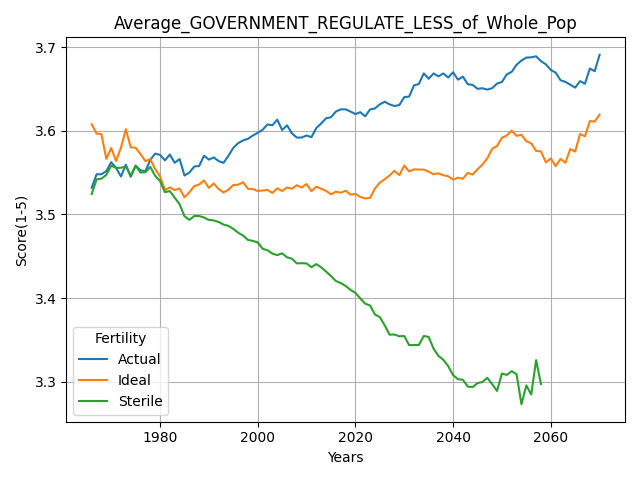 Average_GOVERNMENT_REGULATE_LESS_of_Whole_Pop
3.7
3.6
3.5
3.4
3.3
Score(1-5)
Fertility
Actual
Ideal
Sterile
1980 2000 2020 2040 2060
Years